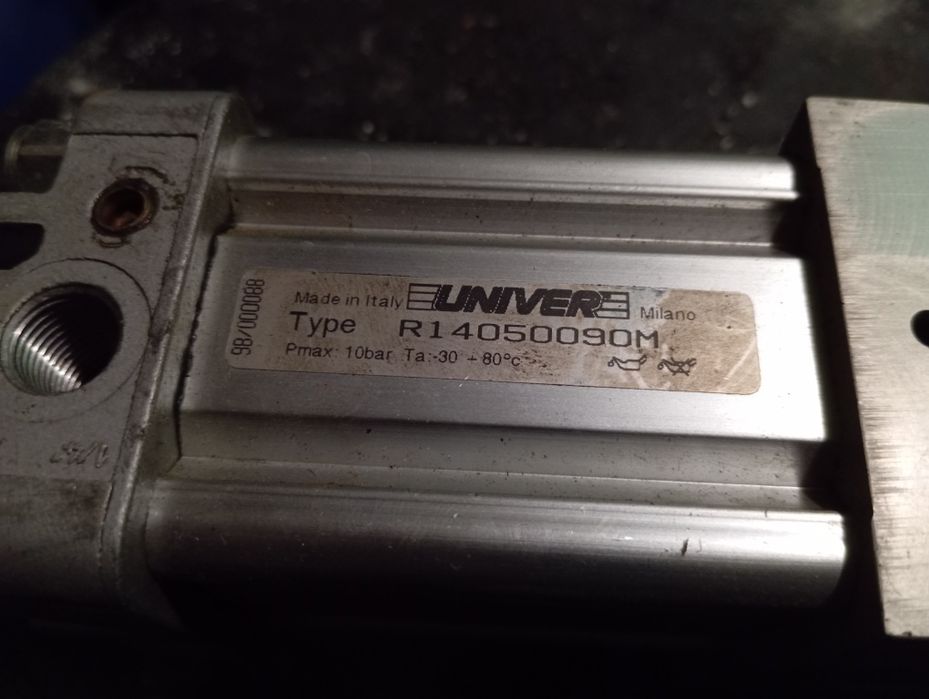 98/000088
Made in Italy UNIVER Milano
Type R14050090M
Pmax: 10bar Ta:-30 +80°c